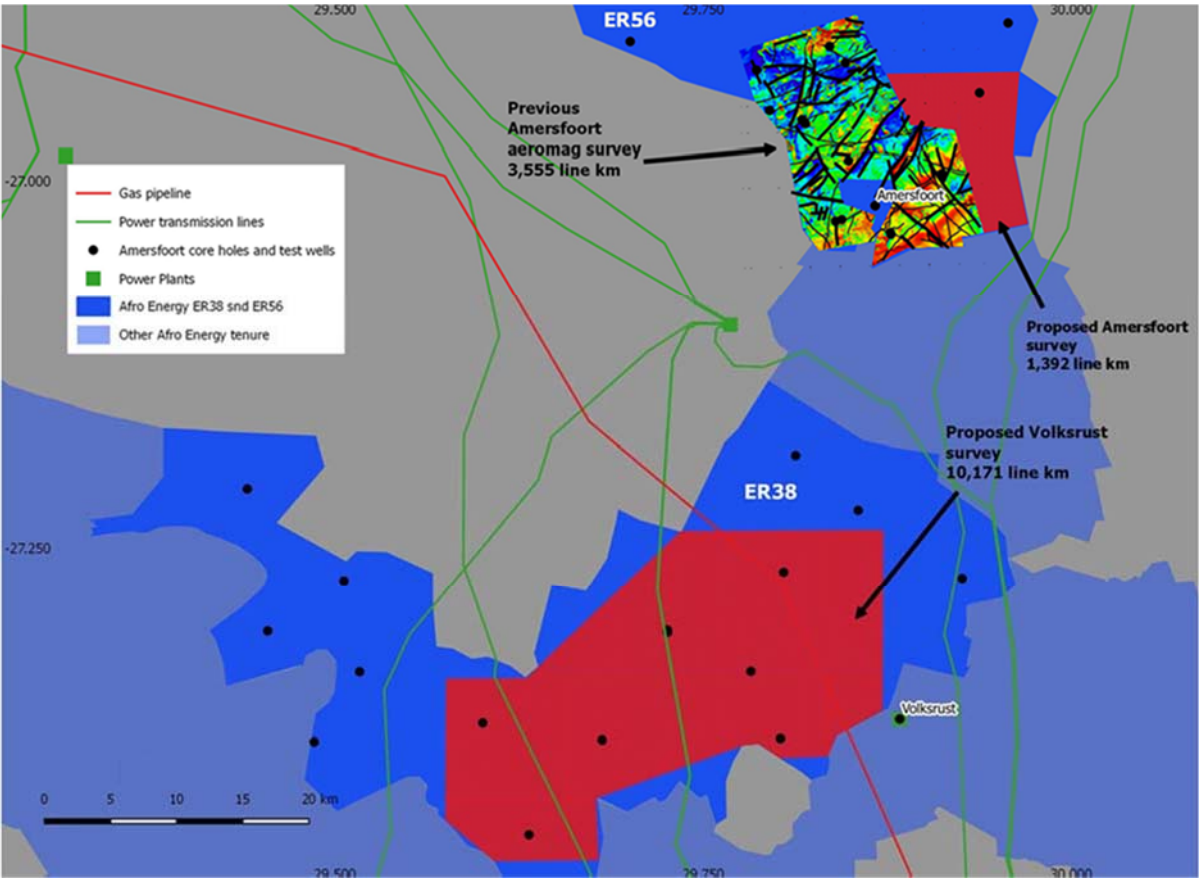 29.500
29.750
30.000
ER56
Previous
Amersfoort
aeromag survey
3,555 line km
-27.000
Gas pipeline
Power transmission lines
Amersfoort core holes and test wells
Power Plants
Afro Energy ER38 snd ER56
Other Afro Energy tenure
Amersfoort
Proposed Amersfoort
survey
1,392 line km
Proposed Volksrust
survey
10,171 line km
ER38
-27.250
Volksrust
0 5 10 15 20 km
29.500
29.750
30.000